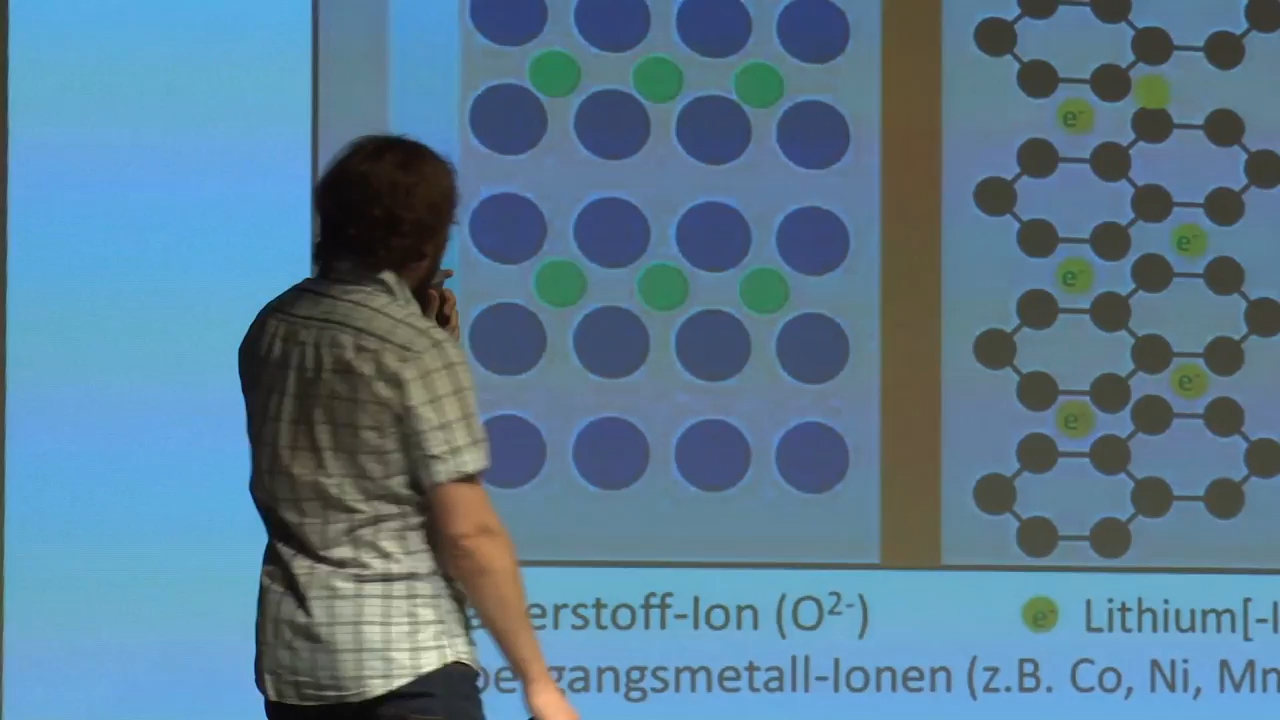 e⁻
e⁻
e⁻
e⁻
e⁻
erstoff-Ion (O²⁻)
e⁻ Lithium[-I
gangsmetall-Ionen (z.B. Co, Ni, Mn